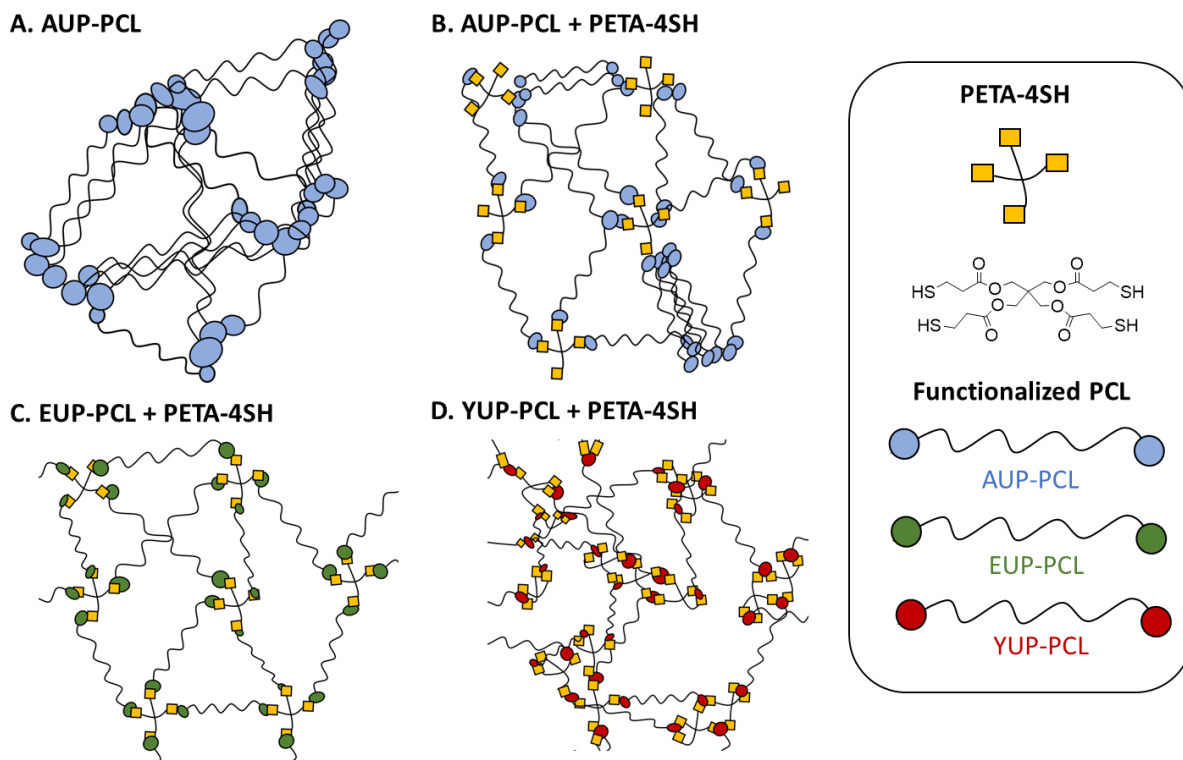 A. AUP-PCL
B. AUP-PCL + PETA-4SH
C. EUP-PCL + PETA-4SH
D. YUP-PCL + PETA-4SH
PETA-4SH
O O
HS O O SH
HS O O SH
O O
Functionalized PCL
AUP-PCL
EUP-PCL
YUP-PCL